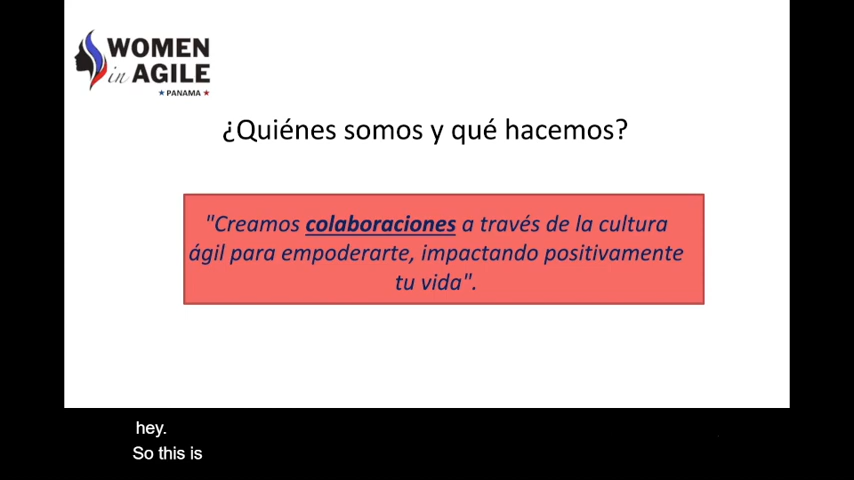 WOMEN
in AGILE
PANAMA
¿Quiénes somos y qué hacemos?
"Creamos colaboraciones a través de la cultura
ágil para empoderarte, impactando positivamente
tu vida".
hey.
So this is